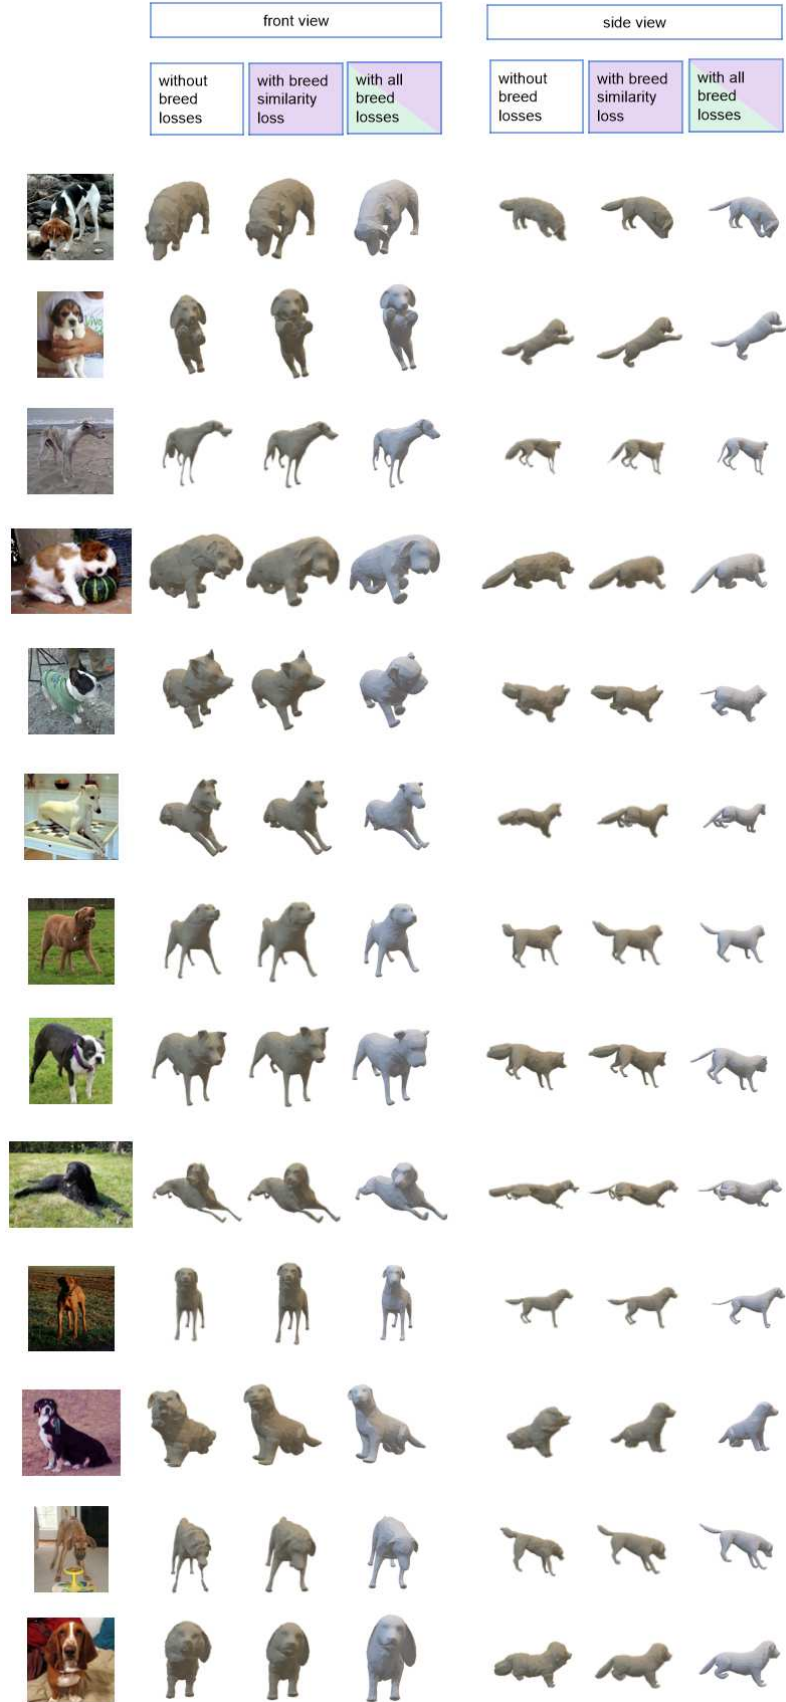 front view
side view
without
breed
losses
with breed
similarity
loss
with all
breed
losses
without
breed
losses
with breed
similarity
loss
with all
breed
losses